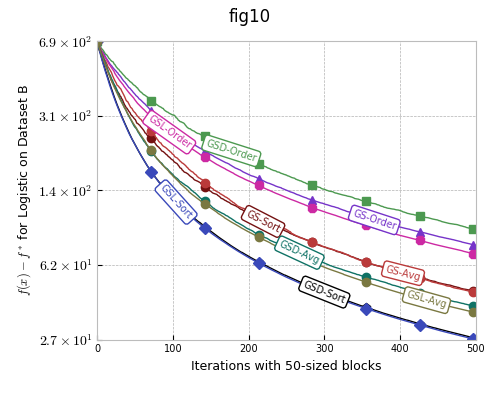 fig10
6.9 × 10²
3.1 × 10²
1.4 × 10²
6.2 × 10¹
2.7 × 10¹
f(x) − f* for Logistic on Dataset B
GSL-Order
GSD-Order
GSL-Sort
GS-Sort
GS-Order
GSD-Avg
GS-Avg
GSD-Sort
GSL-Avg
0 100 200 300 400 500
Iterations with 50-sized blocks